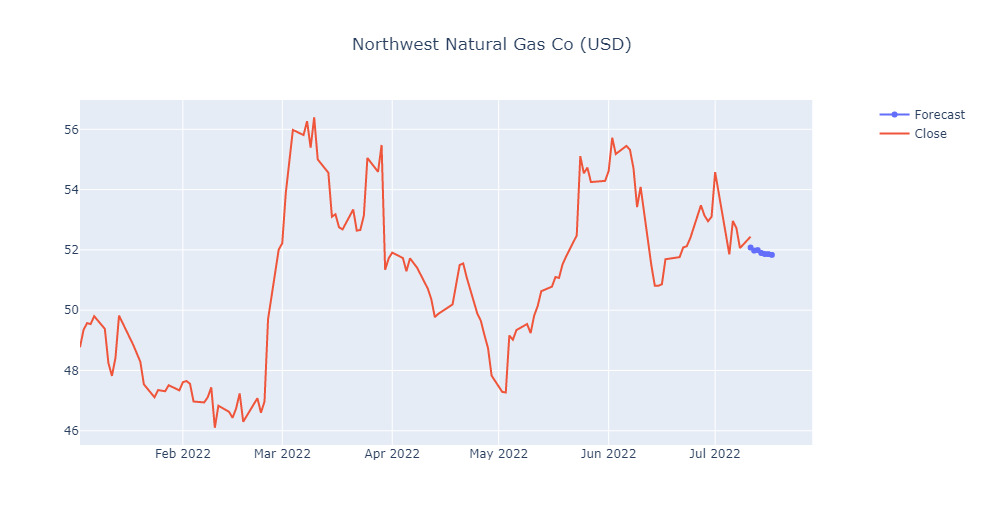 Northwest Natural Gas Co (USD)
Forecast
Close
56
54
52
50
48
46
Feb 2022
Mar 2022
Apr 2022
May 2022
Jun 2022
Jul 2022